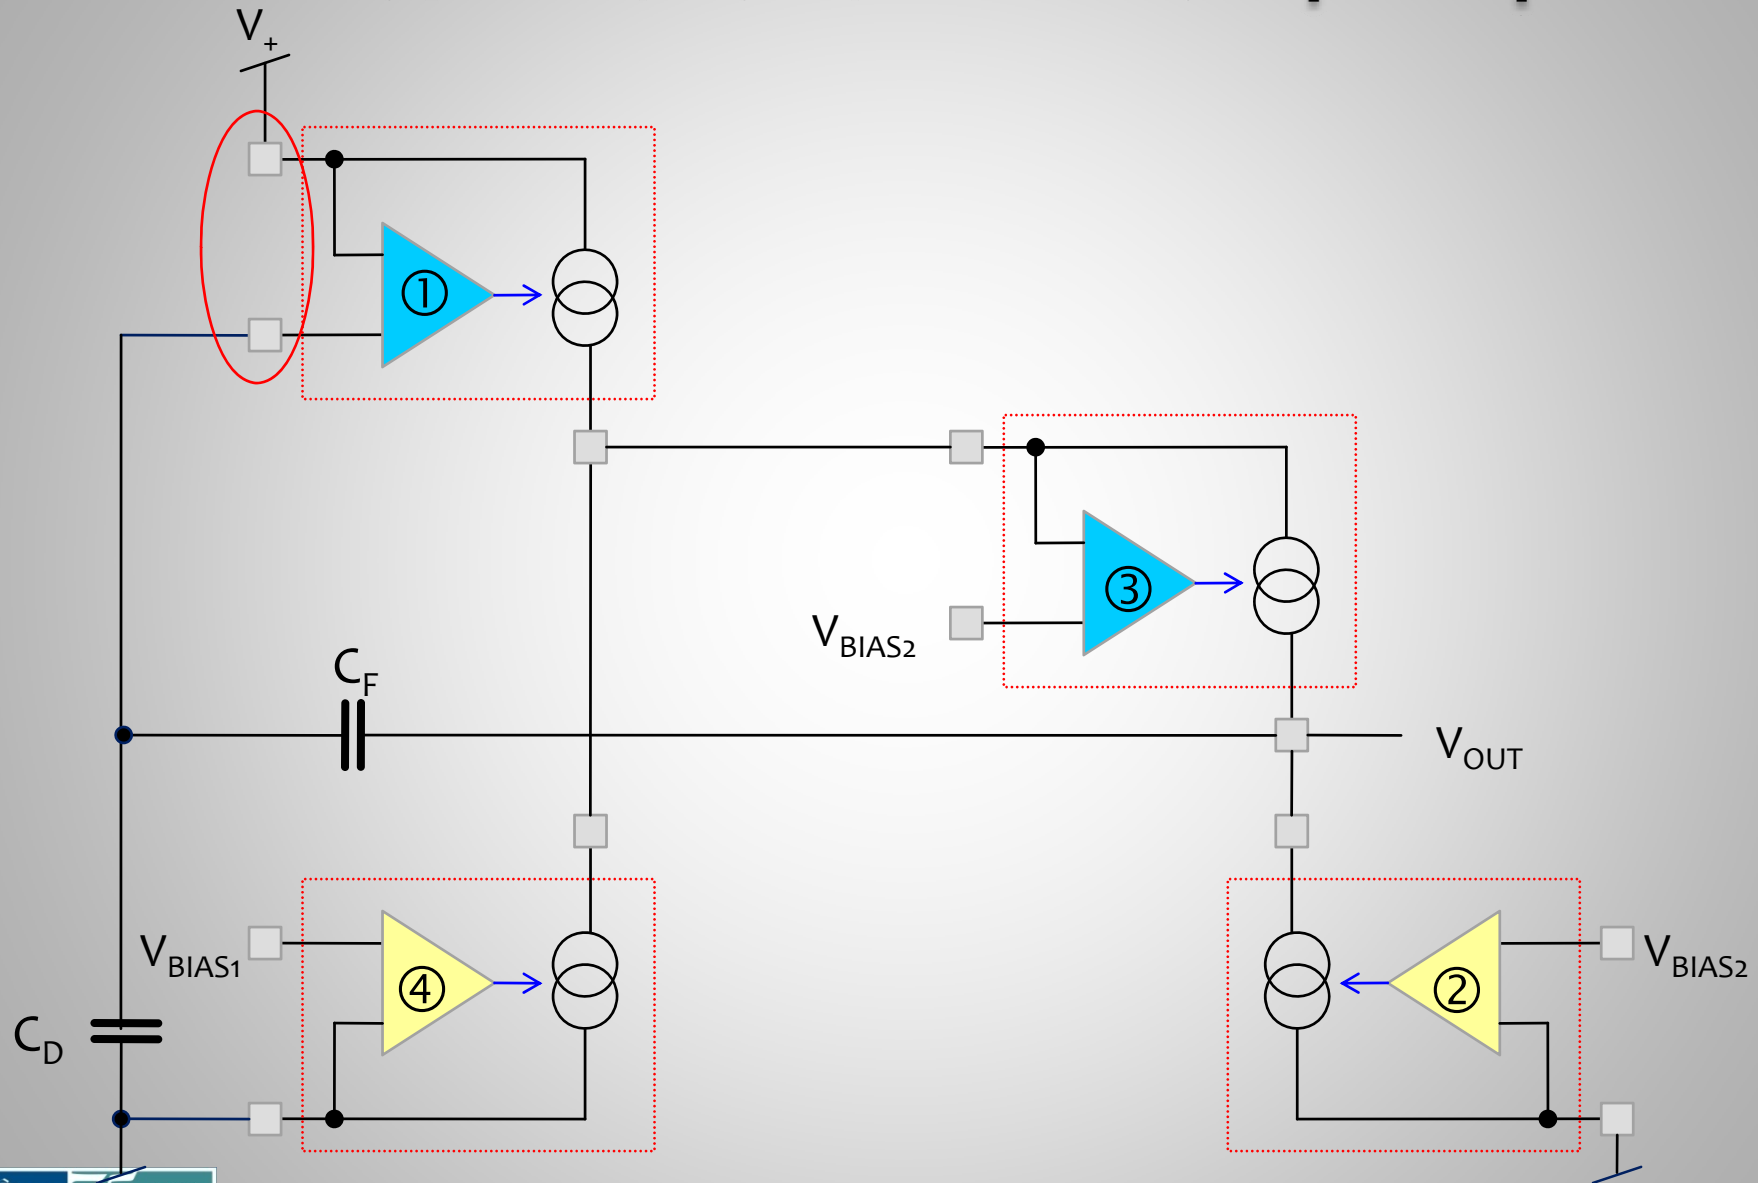 V+
①
③
VBIAS2
CF
VOUT
VBIAS1
④
②
VBIAS2
CD